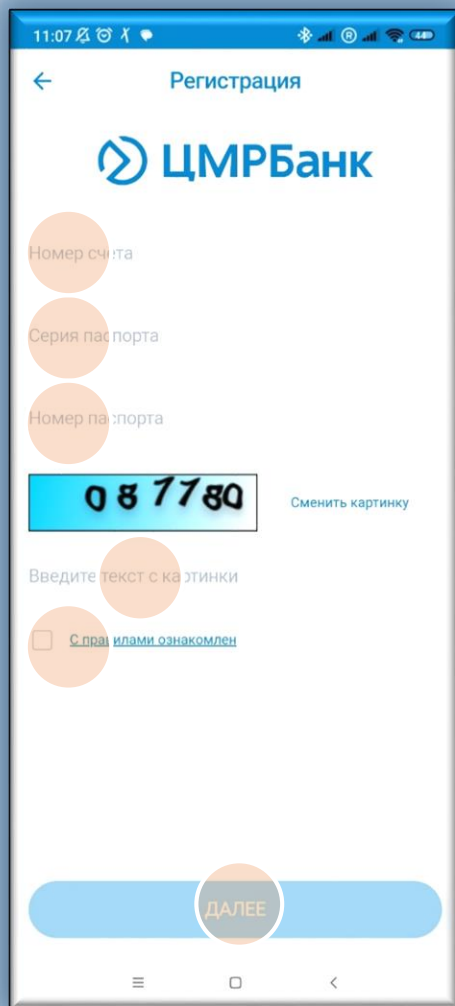 11:07
Регистрация
ЦМРБанк
Номер счета
Серия паспорта
Номер паспорта
087780
Сменить картинку
Введите текст с картинки
С правилами ознакомлен
ДАЛЕЕ